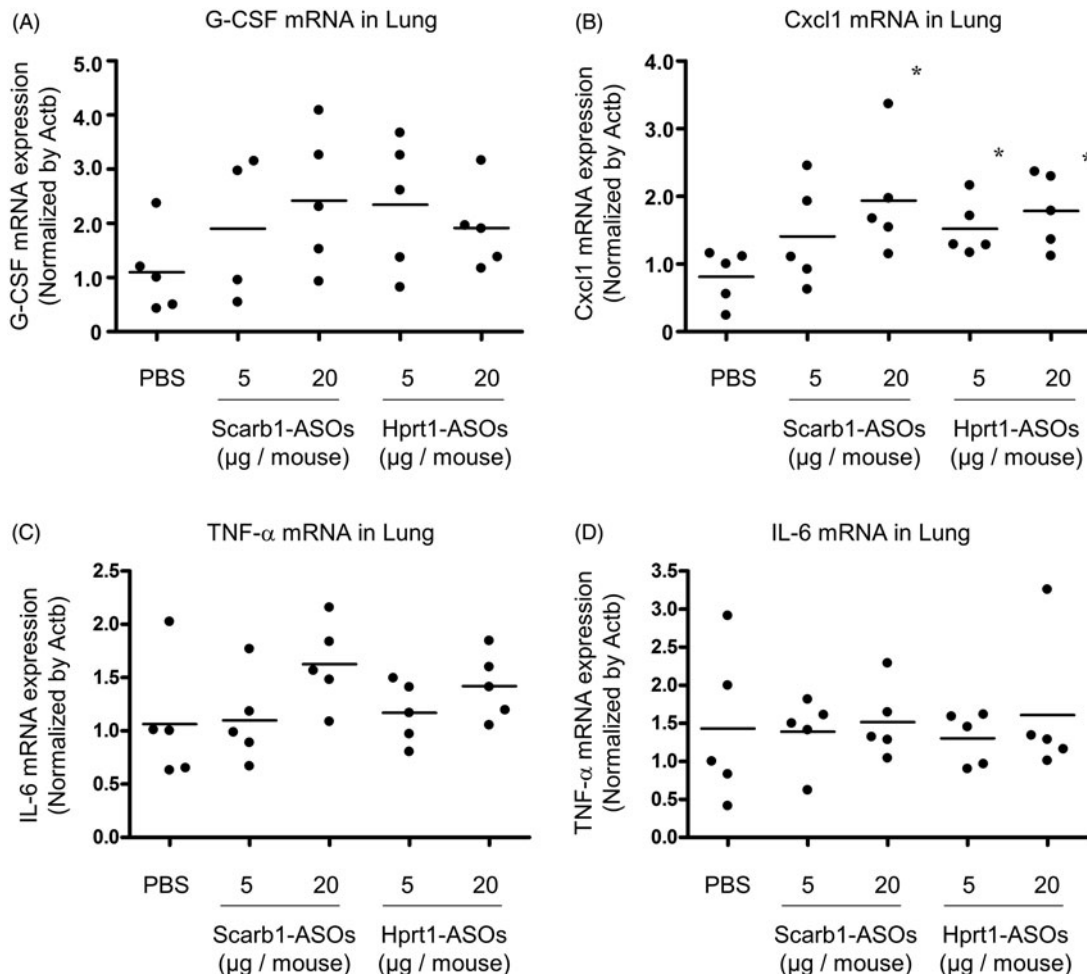 (A) G-CSF mRNA in Lung
G-CSF mRNA expression
(Normalized by Actb)
5.0
4.0
3.0
2.0
1.0
0
PBS 5 20 5 20
Scarb1-ASOs Hprt1-ASOs
(µg / mouse) (µg / mouse)
(B) Cxcl1 mRNA in Lung
Cxcl1 mRNA expression
(Normalized by Actb)
4.0
3.0
2.0
1.0
0
* * *
PBS 5 20 5 20
Scarb1-ASOs Hprt1-ASOs
(µg / mouse) (µg / mouse)
(C) TNF-α mRNA in Lung
IL-6 mRNA expression
(Normalized by Actb)
2.5
2.0
1.5
1.0
0.5
0.0
PBS 5 20 5 20
Scarb1-ASOs Hprt1-ASOs
(µg / mouse) (µg / mouse)
(D) IL-6 mRNA in Lung
TNF-α mRNA expression
(Normalized by Actb)
3.5
3.0
2.5
2.0
1.5
1.0
0.5
0.0
PBS 5 20 5 20
Scarb1-ASOs Hprt1-ASOs
(µg / mouse) (µg / mouse)